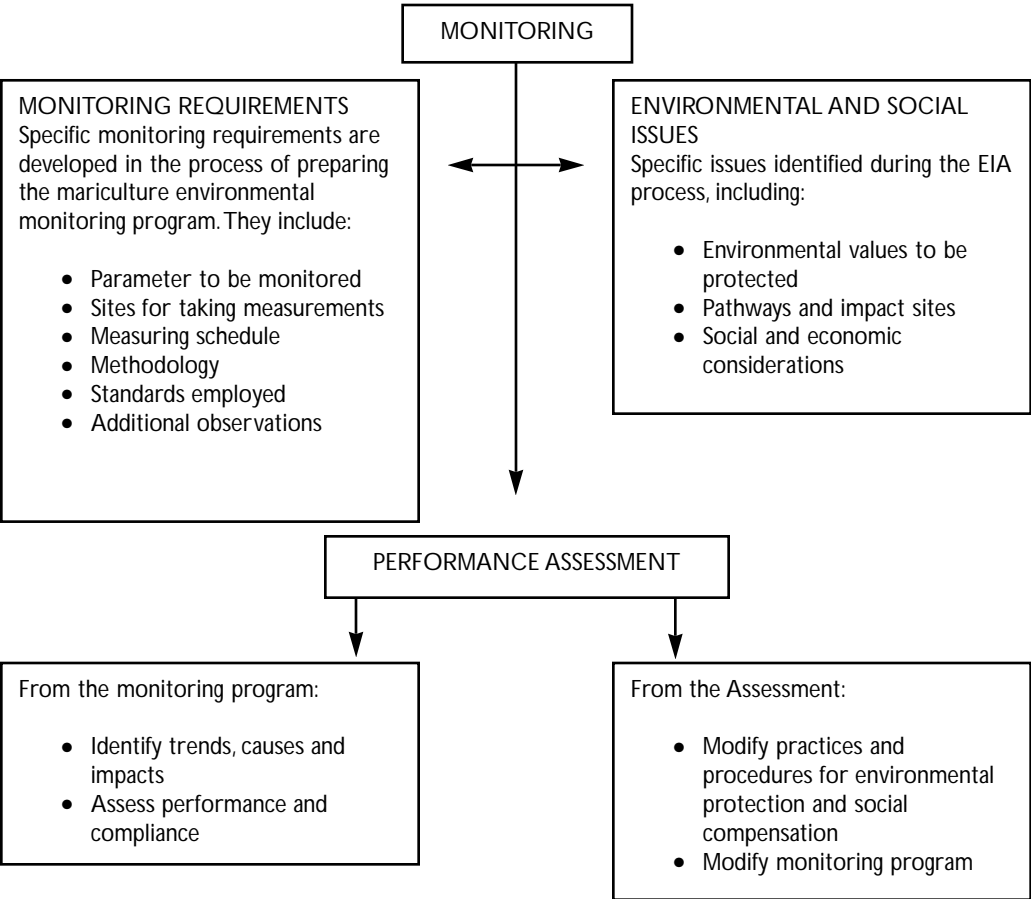 MONITORING
MONITORING REQUIREMENTS
Specific monitoring requirements are
developed in the process of preparing
the mariculture environmental
monitoring program. They include:
• Parameter to be monitored
• Sites for taking measurements
• Measuring schedule
• Methodology
• Standards employed
• Additional observations
ENVIRONMENTAL AND SOCIAL
ISSUES
Specific issues identified during the EIA
process, including:
• Environmental values to be
protected
• Pathways and impact sites
• Social and economic
considerations
PERFORMANCE ASSESSMENT
From the monitoring program:
• Identify trends, causes and
impacts
• Assess performance and
compliance
From the Assessment:
• Modify practices and
procedures for environmental
protection and social
compensation
• Modify monitoring program